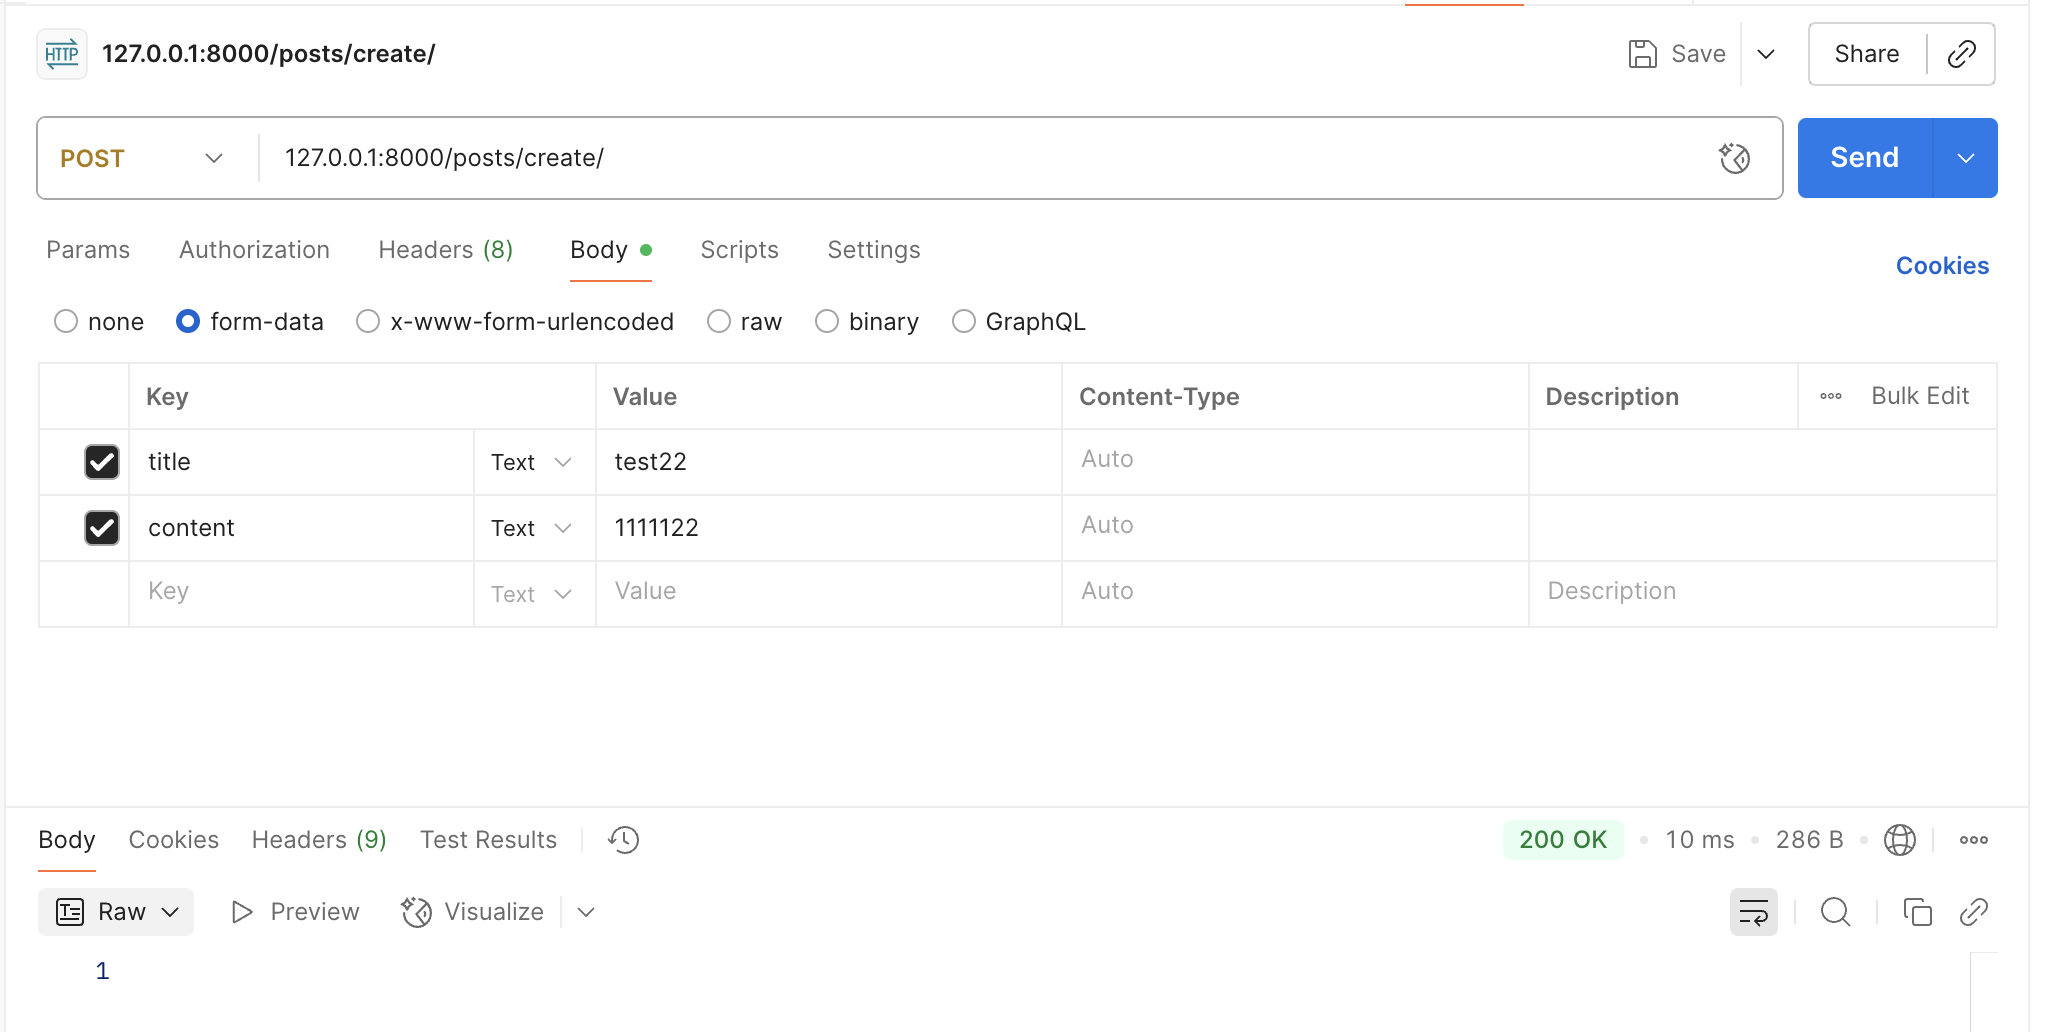 HTTP 127.0.0.1:8000/posts/create/ Save Share
POST 127.0.0.1:8000/posts/create/ Send
Params Authorization Headers (8) Body Scripts Settings Cookies
none form-data x-www-form-urlencoded raw binary GraphQL
Key Value Content-Type Description Bulk Edit
title Text test22 Auto
content Text 1111122 Auto
Key Text Value Auto Description
Body Cookies Headers (9) Test Results 200 OK 10 ms 286 B
Raw Preview Visualize
1